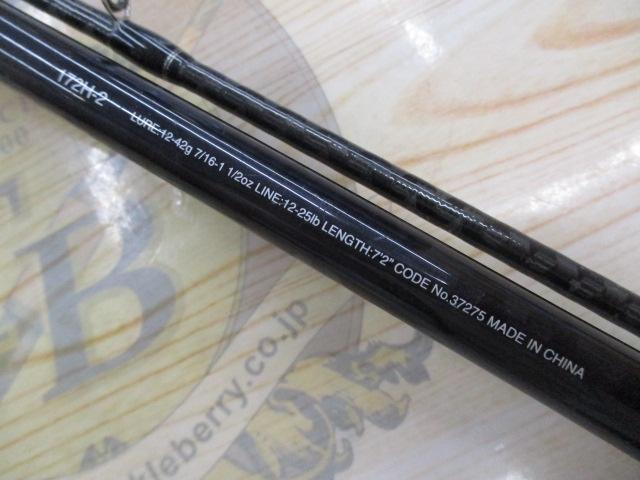 172H-2
LURE:12-42g 7/16-1 1/2oz LINE:12-25lb LENGTH:7'2" CODE No.37275 MADE IN CHINA
B
kleberry.co.jp